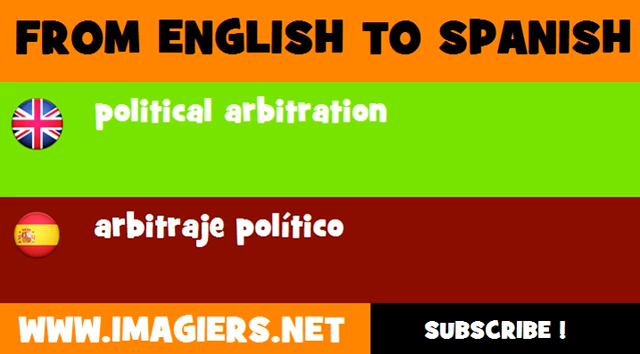 FROM ENGLISH TO SPANISH
political arbitration
arbitraje político
WWW.IMAGIERS.NET
SUBSCRIBE !